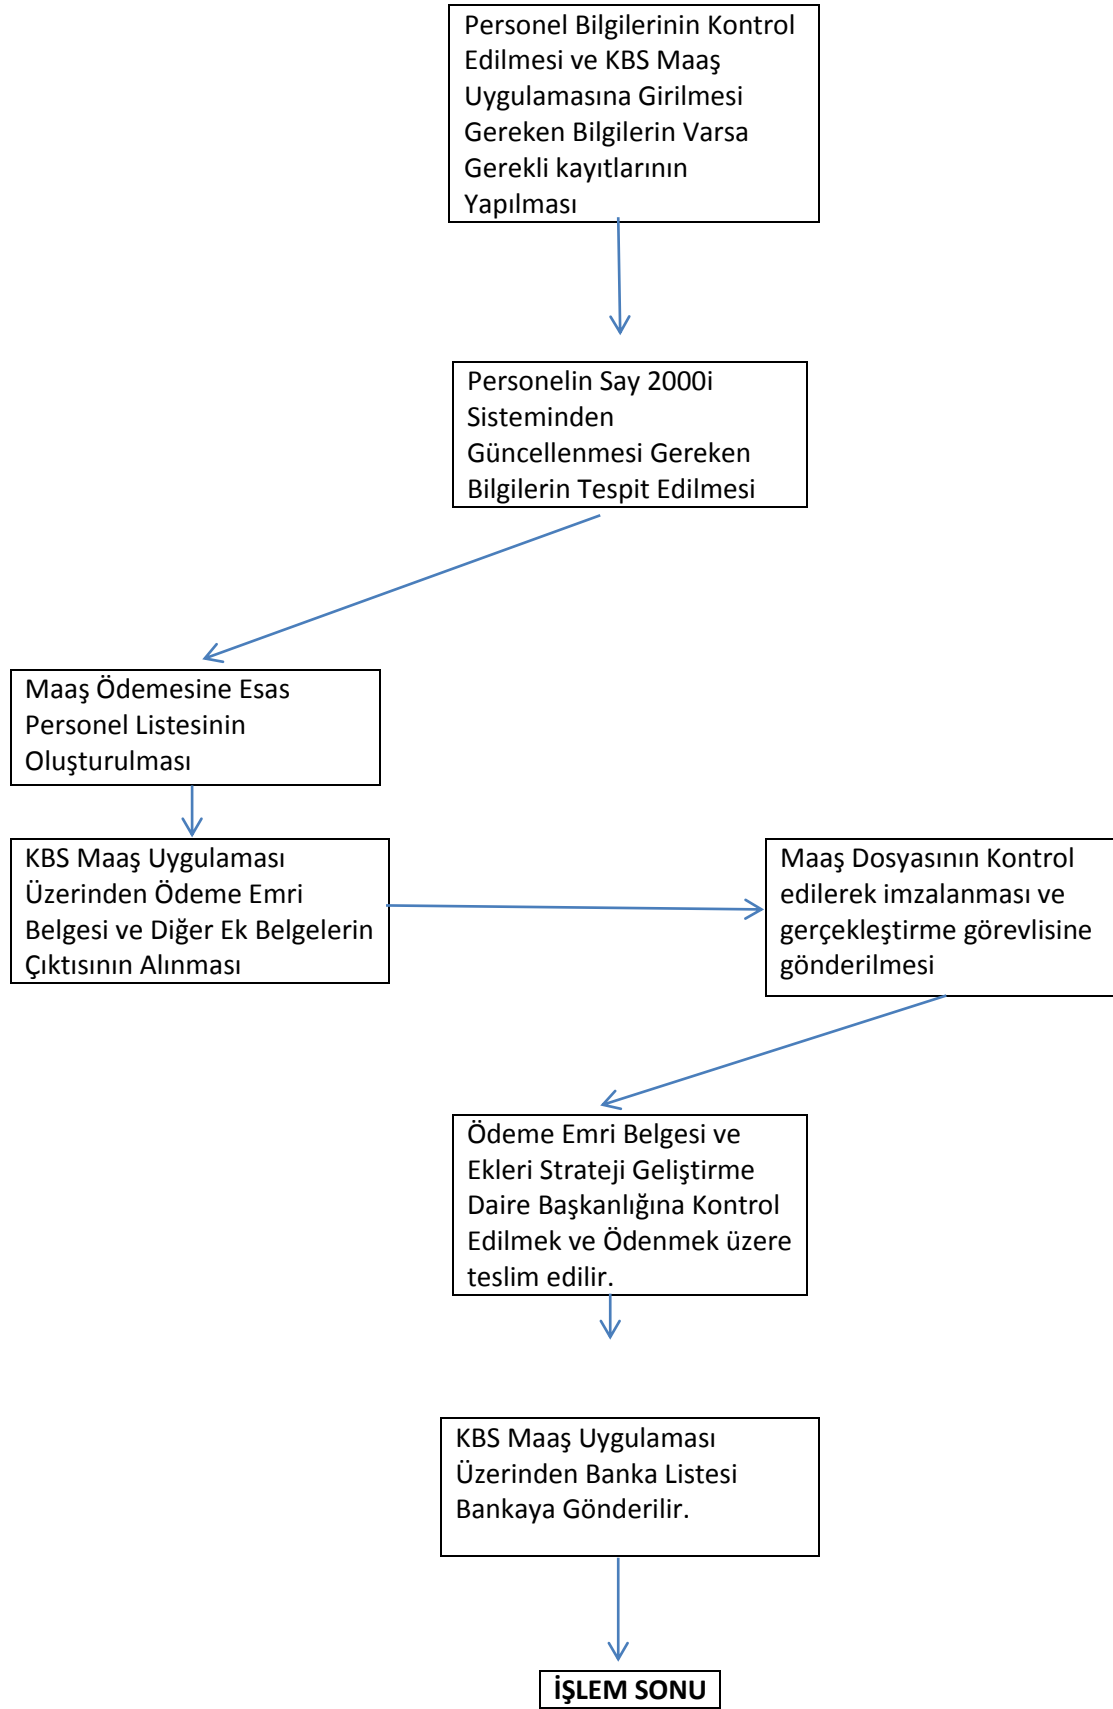 Personel Bilgilerinin Kontrol
Edilmesi ve KBS Maaş
Uygulamasına Girilmesi
Gereken Bilgilerin Varsa
Gerekli kayıtlarının
Yapılması
Personelin Say 2000i
Sisteminden
Güncellenmesi Gereken
Bilgilerin Tespit Edilmesi
Maaş Ödemesine Esas
Personel Listesinin
Oluşturulması
KBS Maaş Uygulaması
Üzerinden Ödeme Emri
Belgesi ve Diğer Ek Belgelerin
Çıktısının Alınması
Maaş Dosyasının Kontrol
edilerek imzalanması ve
gerçekleştirme görevlisine
gönderilmesi
Ödeme Emri Belgesi ve
Ekleri Strateji Geliştirme
Daire Başkanlığına Kontrol
Edilmek ve Ödenmek üzere
teslim edilir.
KBS Maaş Uygulaması
Üzerinden Banka Listesi
Bankaya Gönderilir.
İŞLEM SONU